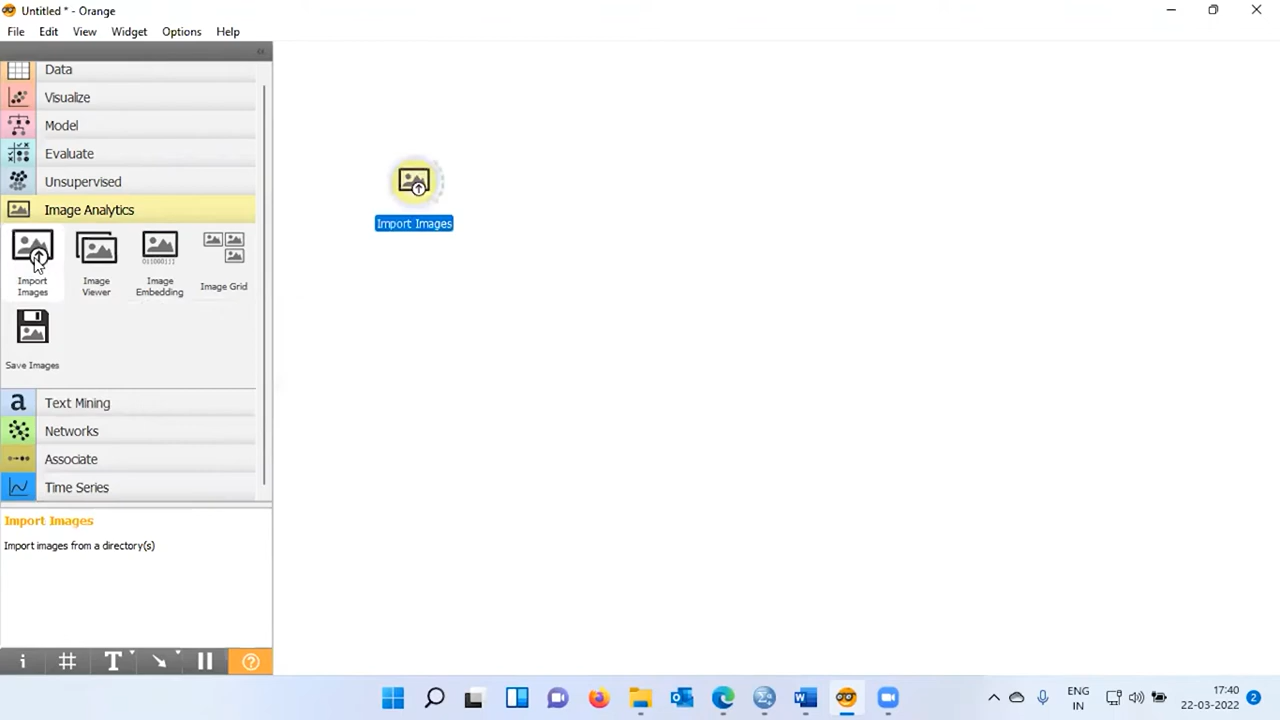 Untitled * - Orange
File Edit View Widget Options Help
Data
Visualize
Model
Evaluate
Unsupervised
Image Analytics
Import Images
Image Viewer
Image Embedding
Image Grid
Save Images
Text Mining
Networks
Associate
Time Series
Import Images
Import images from a directory(s)
Import Images
ENG
IN
17:40
22-03-2022
2